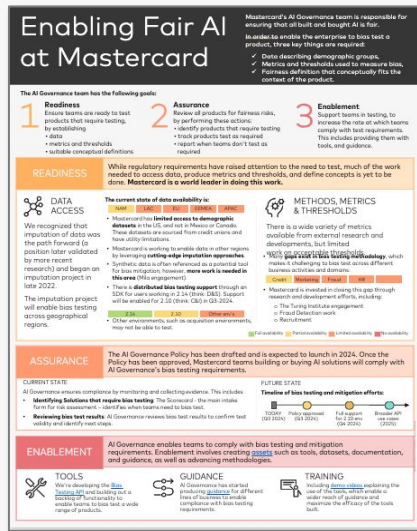 Enabling Fair AI
at Mastercard
Mastercard's AI Governance team is responsible for
ensuring that all built and bought AI is fair.
In order to enable the enterprise to bias test a
product, three key things are required:
✓ Data describing demographic groups,
✓ Metrics and thresholds used to measure bias,
✓ Fairness definition that conceptually fits the
context of the product.
The AI Governance team has the following goals:
1
Readiness
Ensure teams are ready to test
products that require testing,
by establishing
• data
• metrics and thresholds
• suitable conceptual definitions
2
Assurance
Review all products for fairness risks,
by performing these actions:
• identify products that require testing
• track products test as required
• report when teams don't test as
required
3
Enablement
Support teams in testing, to
increase the rate at which teams
comply with test requirements.
This includes providing them with
tools, and guidance.
READINESS
While regulatory requirements have raised attention to the need to test, much of the work
needed to access data, produce metrics and thresholds, and define concepts is yet to be
done. Mastercard is a world leader in doing this work.
DATA
ACCESS
We recognized that
imputation of data was
the path forward (a
position later validated
by more recent
research) and began an
imputation project in
late 2022.
The imputation project
will enable bias testing
across geographical
regions.
The current state of data availability is:
NAM LAC EU EEMEA APAC
• Mastercard has limited access to demographic
datasets in the US, and not in Mexico or Canada.
These datasets are sourced from credit unions and
have utility limitations.
• Mastercard is working to enable data in other regions
by leveraging cutting-edge imputation approaches.
• Synthetic data is often referenced as a potential tool
for bias mitigation; however, more work is needed in
this area (Milo engagement).
• There is distributed bias testing support through an
SDK for users working in 2.14 (think: D&S). Support
will be enabled for 2.10 (think: C&I) in Q3-2024.
2.14 2.10 Other env's
• Other environments, such as acquisition environments,
may not be able to test.
METHODS, METRICS
& THRESHOLDS
There is a wide variety of metrics
available from external research and
developments, but limited
work on acceptable thresholds.
• Many gaps exist in bias testing methodology, which
makes it challenging to bias test across different
business activities and domains:
Credit Marketing Fraud HR
• Mastercard is invested in closing this gap through
research and development efforts, including:
o The Turing Institute engagement
o Fraud Detection work
o Recruitment
Full availability Partial availability Limited availability No availability
ASSURANCE
The AI Governance Policy has been drafted and is expected to launch in 2024. Once the
Policy has been approved, Mastercard teams building or buying AI solutions will comply with
AI Governance's bias testing requirements.
CURRENT STATE
AI Governance ensures compliance by monitoring and collecting evidence. This includes
• Identifying Solutions that require bias testing: The Scorecard - the main intake
form for risk assessment – identifies when teams need to bias test.
• Reviewing bias test results: AI Governance reviews bias test results to confirm test
validity and identify next steps.
FUTURE STATE
Timeline of bias testing and mitigation efforts:
TODAY
(Q3 2024)
Policy approved
(Q3 2024)
Full support
for 2.10 env
(Q4 2024)
Broader API
use video
(2025)
ENABLEMENT
AI Governance enables teams to comply with bias testing and mitigation
requirements. Enablement involves creating assets such as tools, datasets, documentation,
and guidance, as well as advancing methodologies.
TOOLS
We're developing the Bias
Testing API and building out a
backlog of functionality to
enable teams to bias test a wide
range of products.
GUIDANCE
AI Governance has started
producing guidance for different
lines of business to enable
compliance with bias testing
requirements.
TRAINING
Including demo videos explaining the
use of the tools, which enable a
wider reach of guidance and
maximize the efficacy of the tools
built.